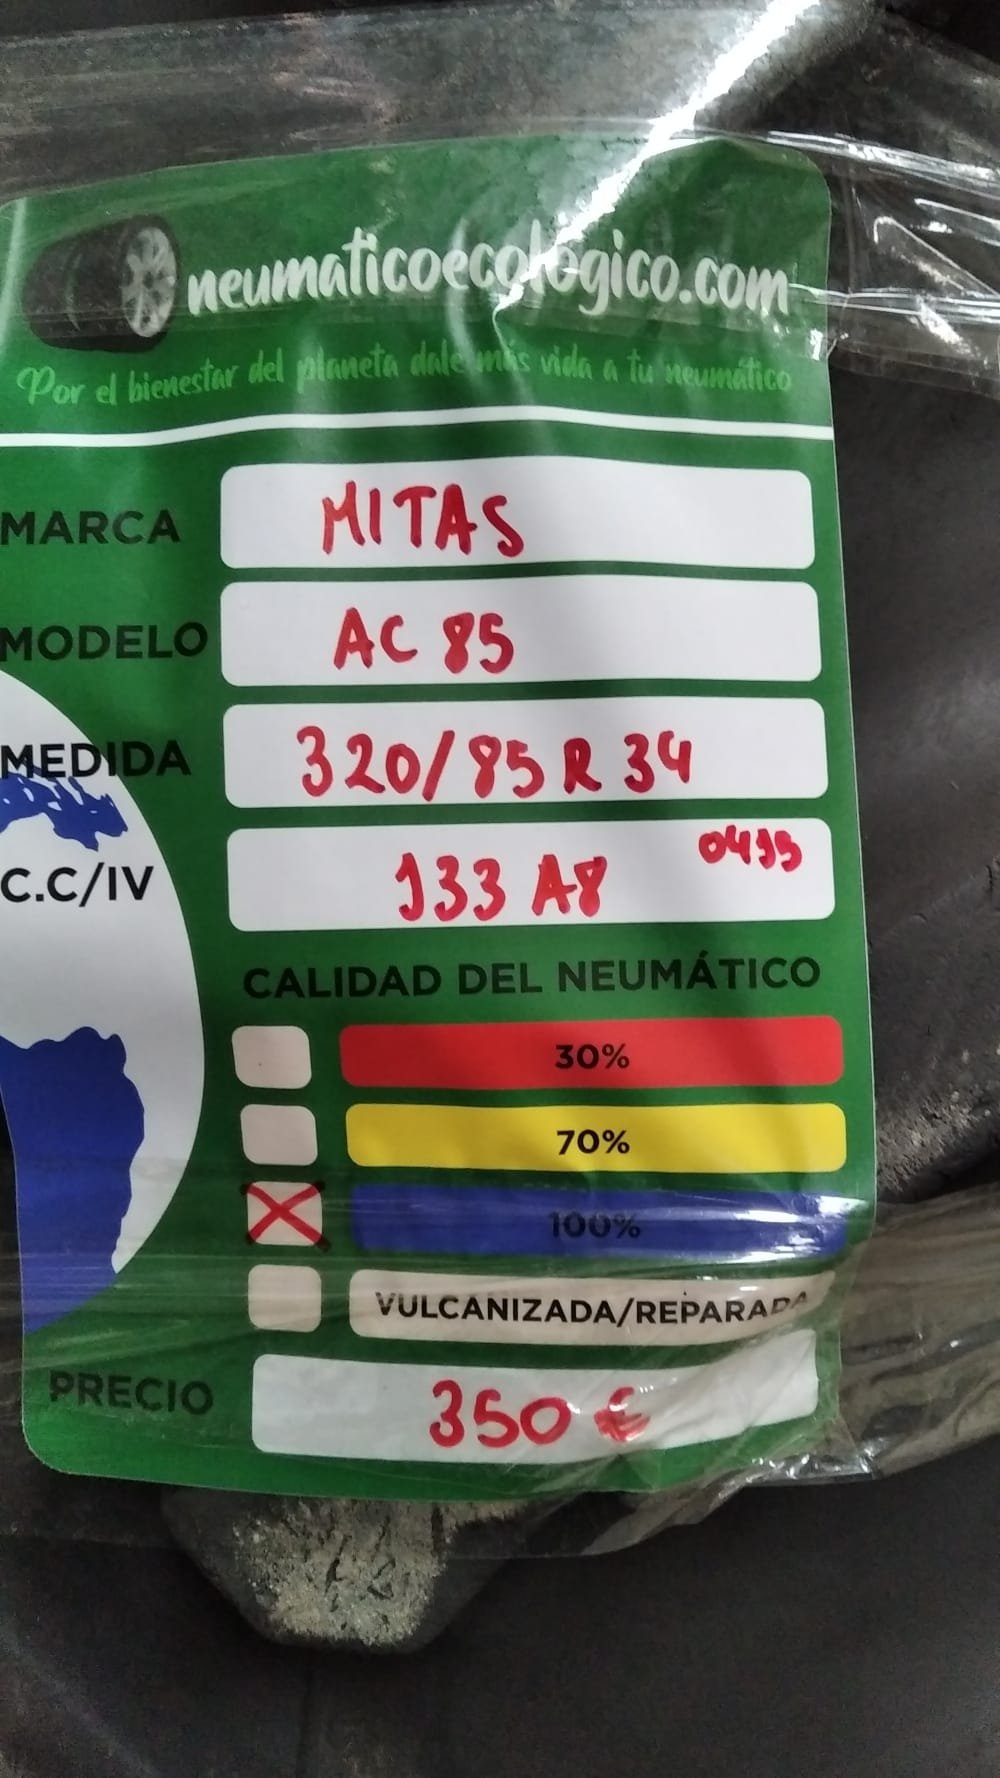 neumaticoecologico.com
Por el bienestar del planeta dale más vida a tu neumático
MARCA MITAS
MODELO AC 85
MEDIDA 320/85 R 34
C.C/IV 133 A8 0415
CALIDAD DEL NEUMÁTICO
30%
70%
X 100%
VULCANIZADA/REPARADA
PRECIO 350 €